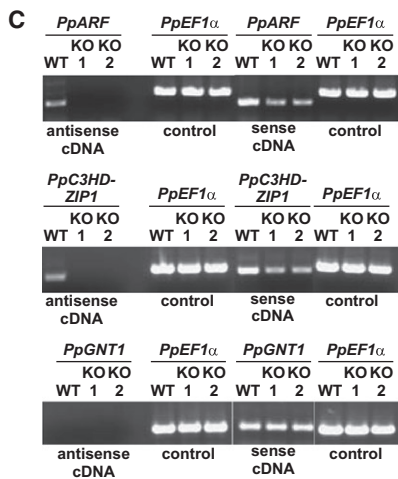 C
PpARF PpEF1α PpARF PpEF1α
KO KO KO KO KO KO KO KO
WT 1 2 WT 1 2 WT 1 2 WT 1 2
antisense control sense control
cDNA cDNA
PpC3HD- PpC3HD-
ZIP1 PpEF1α ZIP1 PpEF1α
KO KO KO KO KO KO KO KO
WT 1 2 WT 1 2 WT 1 2 WT 1 2
antisense control sense control
cDNA cDNA
PpGNT1 PpEF1α PpGNT1 PpEF1α
KO KO KO KO KO KO KO KO
WT 1 2 WT 1 2 WT 1 2 WT 1 2
antisense control sense control
cDNA cDNA